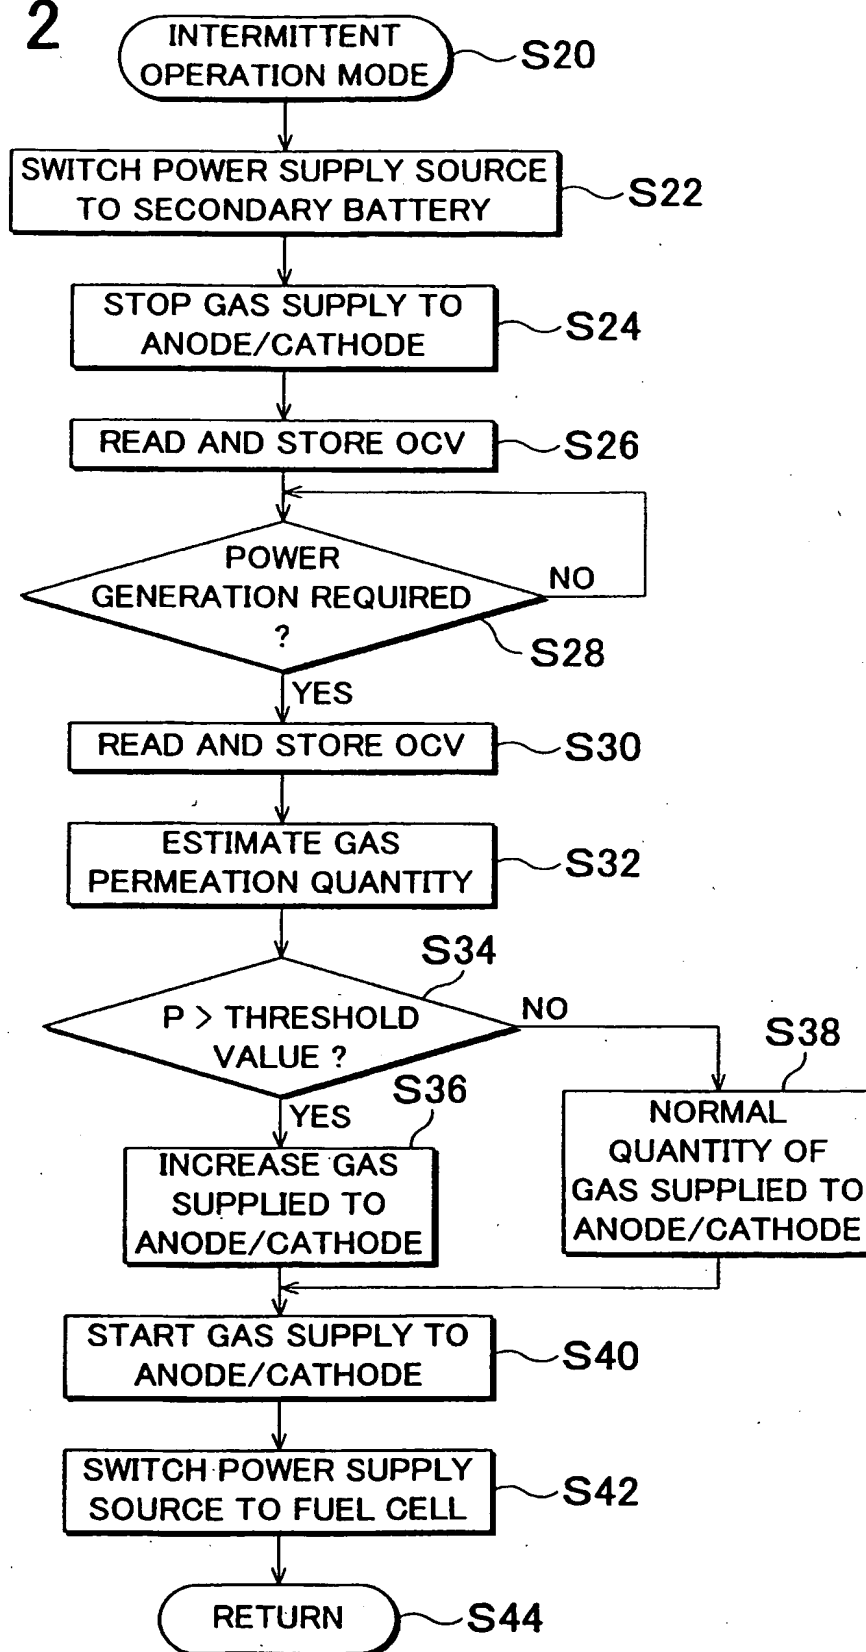 2
INTERMITTENT
OPERATION MODE
S20
SWITCH POWER SUPPLY SOURCE
TO SECONDARY BATTERY
S22
STOP GAS SUPPLY TO
ANODE/CATHODE
S24
READ AND STORE OCV
S26
POWER
GENERATION REQUIRED
?
NO
S28
YES
READ AND STORE OCV
S30
ESTIMATE GAS
PERMEATION QUANTITY
S32
S34
P > THRESHOLD
VALUE ?
NO
S38
YES
S36
INCREASE GAS
SUPPLIED TO
ANODE/CATHODE
NORMAL
QUANTITY OF
GAS SUPPLIED TO
ANODE/CATHODE
START GAS SUPPLY TO
ANODE/CATHODE
S40
SWITCH POWER SUPPLY
SOURCE TO FUEL CELL
S42
RETURN
S44